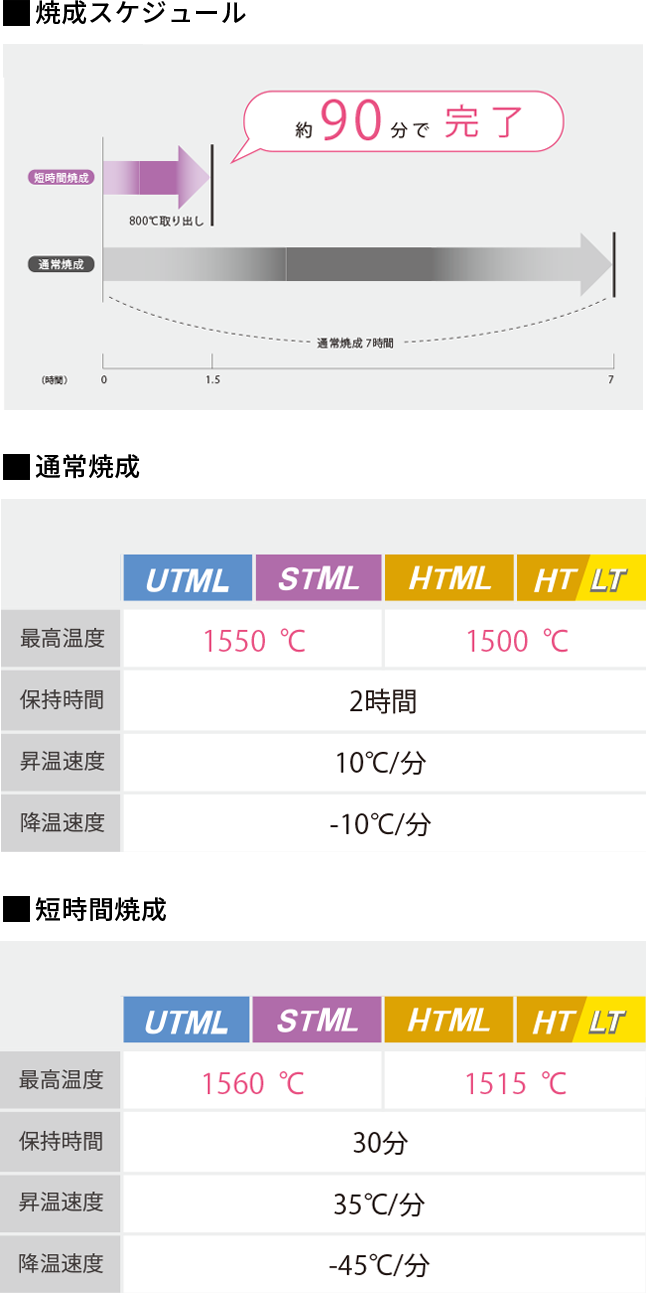 ■焼成スケジュール
約90分で 完了
短時間焼成
800℃取り出し
通常焼成
通常焼成 7時間
(時間) 0 1.5 7
■通常焼成
UTML STML HTML HT LT
最高温度 1550 ℃ 1500 ℃
保持時間 2時間
昇温速度 10℃/分
降温速度 -10℃/分
■短時間焼成
UTML STML HTML HT LT
最高温度 1560 ℃ 1515 ℃
保持時間 30分
昇温速度 35℃/分
降温速度 -45℃/分